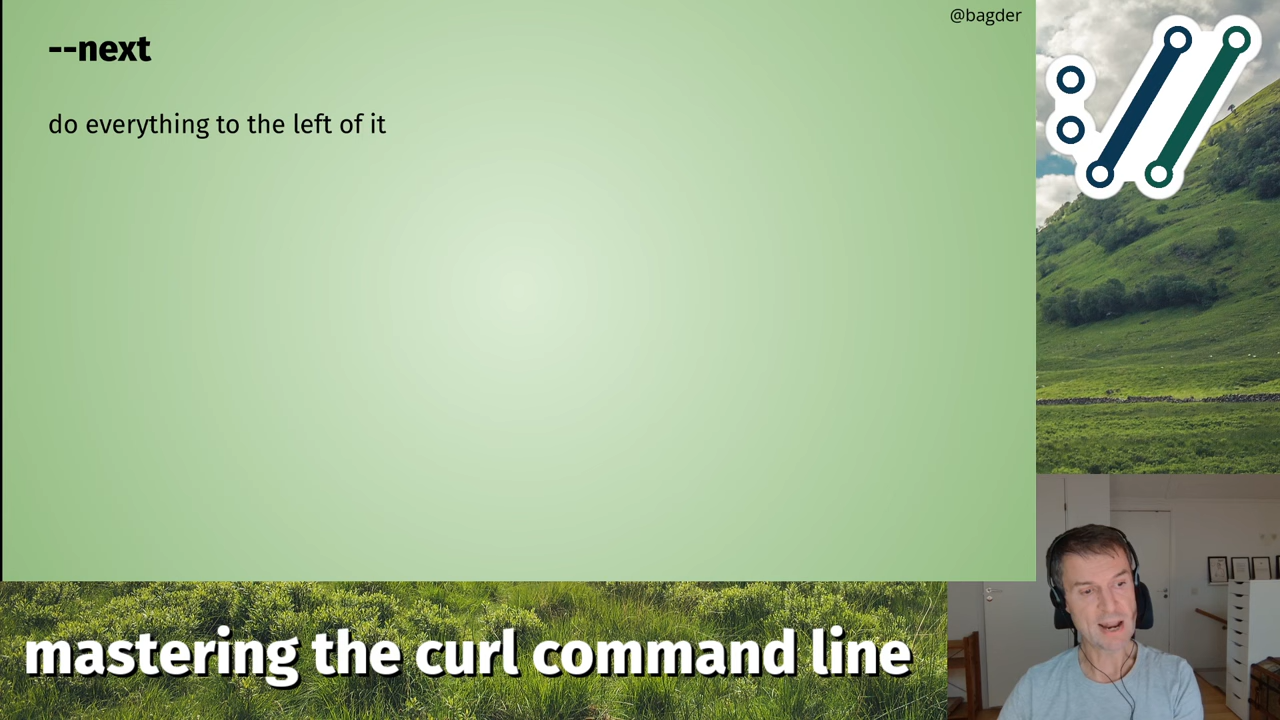 @bagder
--next
do everything to the left of it
mastering the curl command line